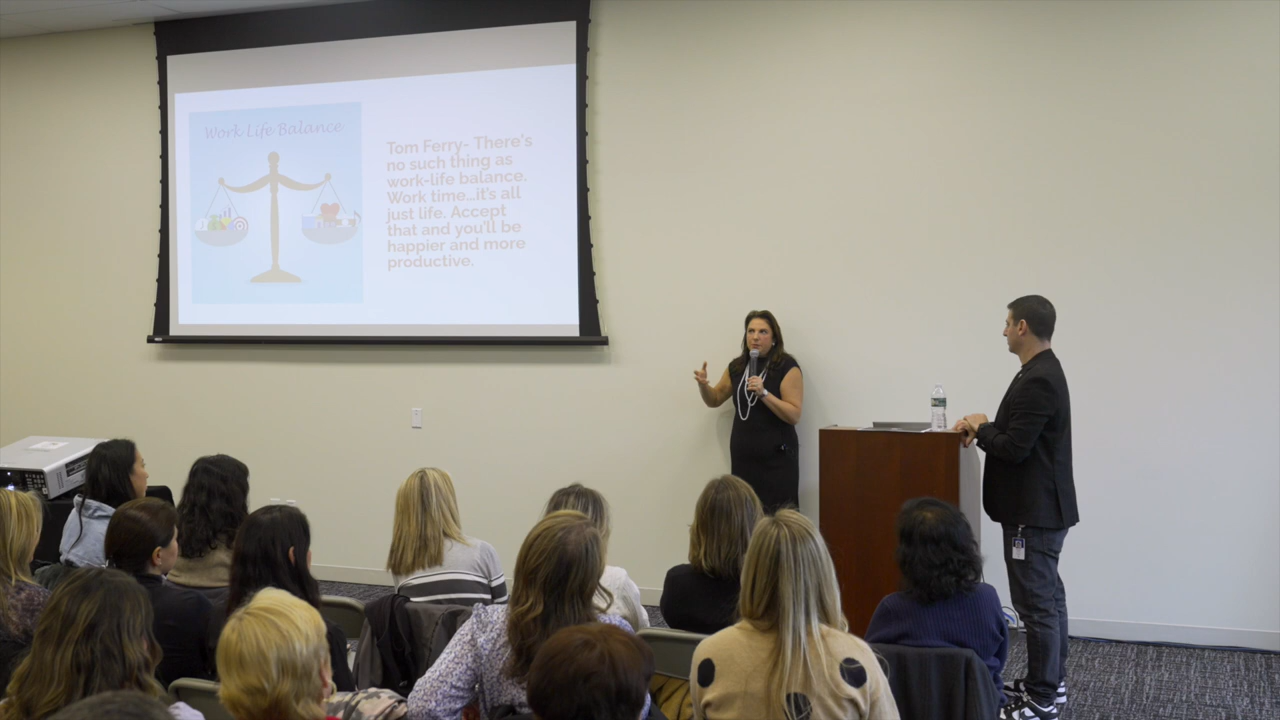 Work Life Balance
Tom Ferry- There's
no such thing as
work-life balance.
Work time...it's all
just life. Accept
that and you'll be
happier and more
productive.